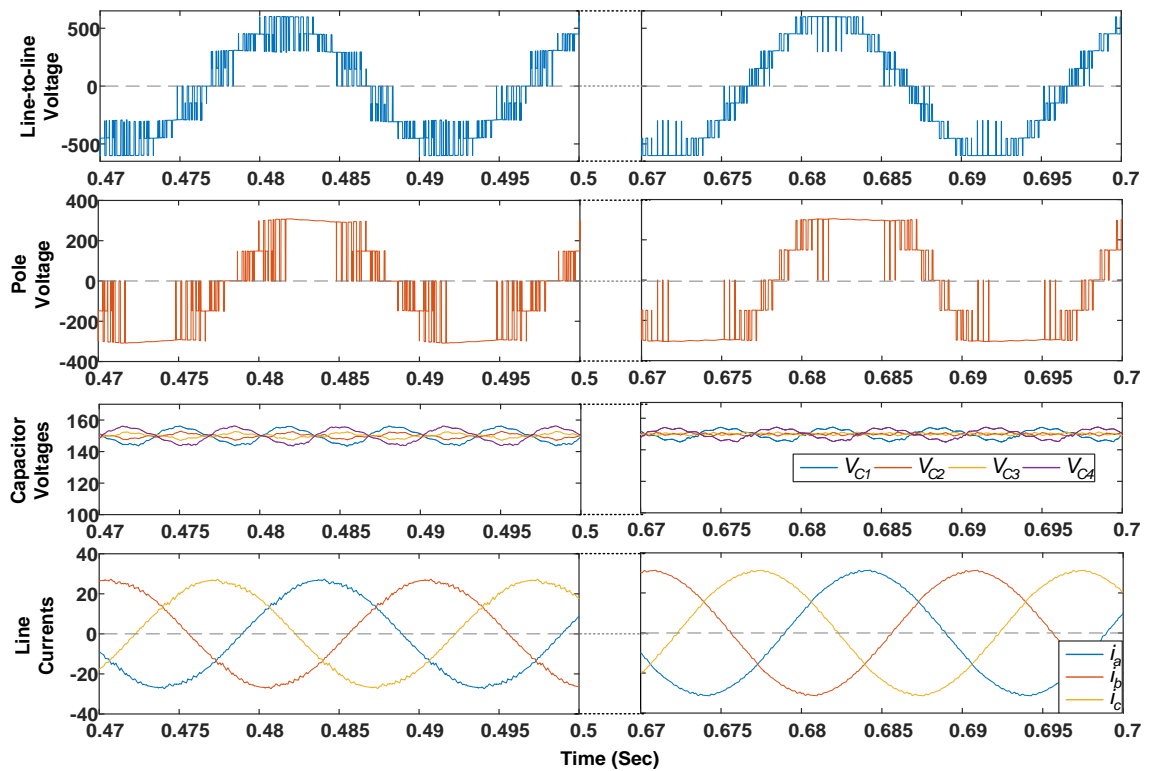 Line-to-line
Voltage
500
0
-500
0.47 0.475 0.48 0.485 0.49 0.495 0.5
0.67 0.675 0.68 0.685 0.69 0.695 0.7
Pole
Voltage
400
200
0
-200
-400
0.47 0.475 0.48 0.485 0.49 0.495 0.5
0.67 0.675 0.68 0.685 0.69 0.695 0.7
Capacitor
Voltages
160
140
120
100
V_C1 V_C2 V_C3 V_C4
0.47 0.475 0.48 0.485 0.49 0.495 0.5
0.67 0.675 0.68 0.685 0.69 0.695 0.7
Line
Currents
40
20
0
-20
-40
i_a
i_b
i_c
0.47 0.475 0.48 0.485 0.49 0.495 0.5
0.67 0.675 0.68 0.685 0.69 0.695 0.7
Time (Sec)